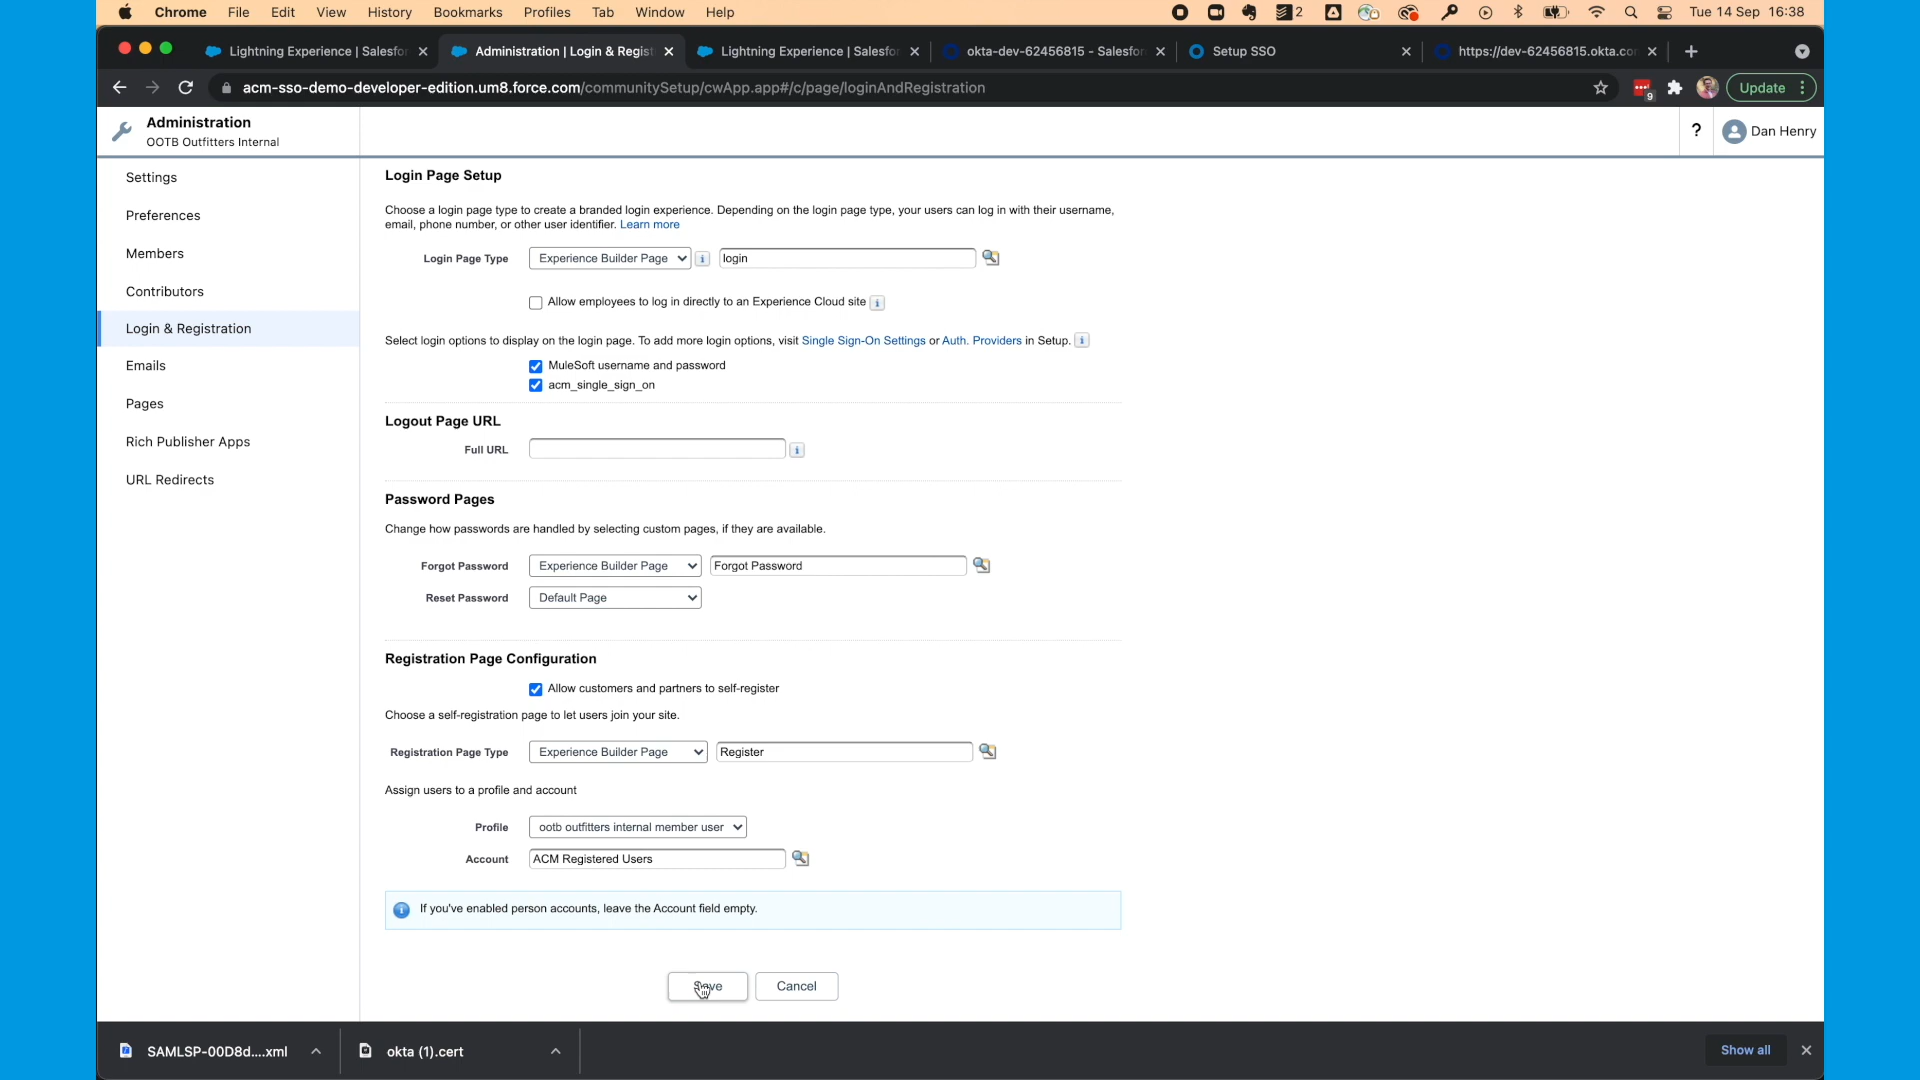 Chrome File Edit View History Bookmarks Profiles Tab Window Help 2 Tue 14 Sep 16:38
Lightning Experience | Salesfor Administration | Login & Regist Lightning Experience | Salesfor okta-dev-62456815 - Salesfor Setup SSO https://dev-62456815.okta.co
acm-sso-demo-developer-edition.um8.force.com/communitySetup/cwApp.app#/c/page/loginAndRegistration 9 Update
Administration
OOTB Outfitters Internal
? Dan Henry
Settings
Preferences
Members
Contributors
Login & Registration
Emails
Pages
Rich Publisher Apps
URL Redirects
Login Page Setup
Choose a login page type to create a branded login experience. Depending on the login page type, your users can log in with their username,
email, phone number, or other user identifier. Learn more
Login Page Type Experience Builder Page i login
Allow employees to log in directly to an Experience Cloud site i
Select login options to display on the login page. To add more login options, visit Single Sign-On Settings or Auth. Providers in Setup. i
MuleSoft username and password
acm_single_sign_on
Logout Page URL
Full URL i
Password Pages
Change how passwords are handled by selecting custom pages, if they are available.
Forgot Password Experience Builder Page Forgot Password
Reset Password Default Page
Registration Page Configuration
Allow customers and partners to self-register
Choose a self-registration page to let users join your site.
Registration Page Type Experience Builder Page Register
Assign users to a profile and account
Profile ootb outfitters internal member user
Account ACM Registered Users
i If you've enabled person accounts, leave the Account field empty.
Save Cancel
SAMLSP-00D8d....xml okta (1).cert Show all